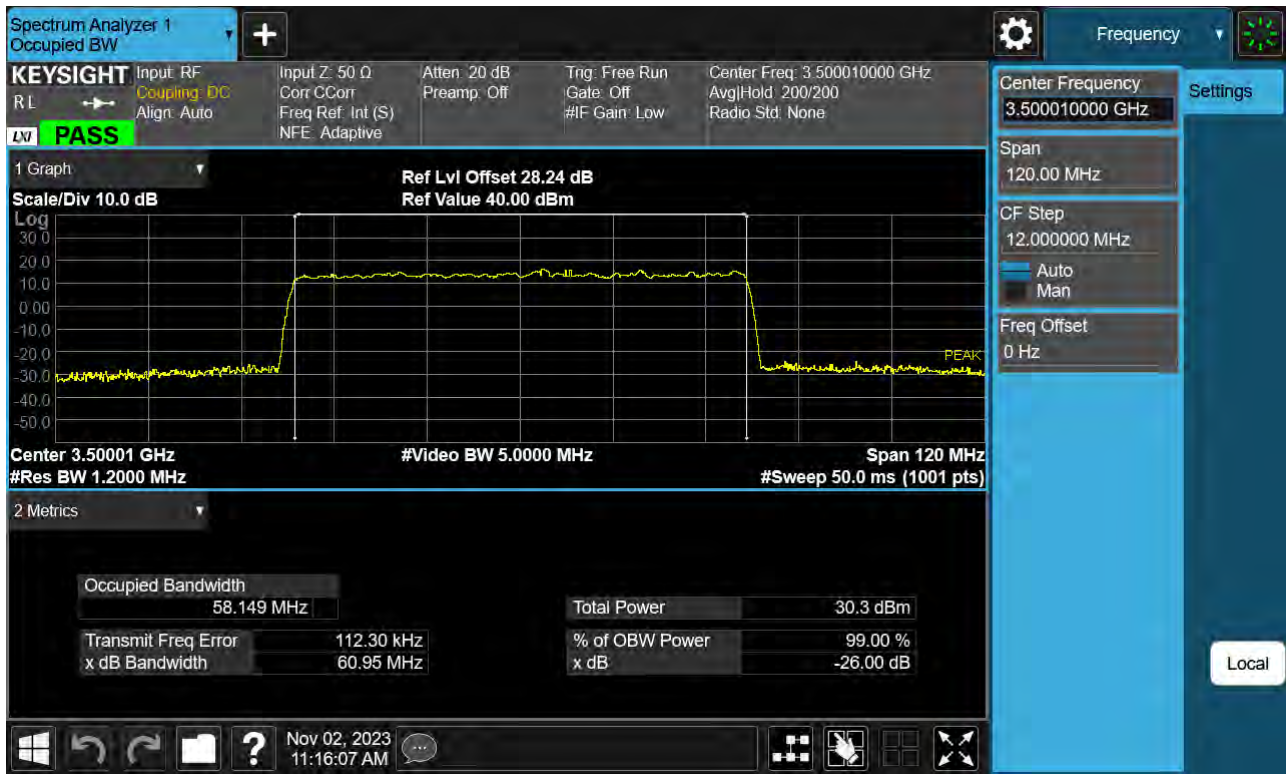 Spectrum Analyzer 1
Occupied BW
+
Frequency
KEYSIGHT
RL
LXI
PASS
Input: RF
Coupling: DC
Align: Auto
Input Z: 50 Ω
Corr CCorr
Freq Ref: Int (S)
NFE: Adaptive
Atten: 20 dB
Preamp: Off
Trig: Free Run
Gate: Off
#IF Gain: Low
Center Freq: 3.500010000 GHz
Avg|Hold: 200/200
Radio Std: None
1 Graph
Scale/Div 10.0 dB
Ref Lvl Offset 28.24 dB
Ref Value 40.00 dBm
Log
30.0
20.0
10.0
0.00
-10.0
-20.0
-30.0
-40.0
-50.0
PEAK
Center 3.50001 GHz
#Video BW 5.0000 MHz
Span 120 MHz
#Res BW 1.2000 MHz
#Sweep 50.0 ms (1001 pts)
2 Metrics
Occupied Bandwidth
58.149 MHz
Transmit Freq Error 112.30 kHz
x dB Bandwidth 60.95 MHz
Total Power 30.3 dBm
% of OBW Power 99.00 %
x dB -26.00 dB
Center Frequency
3.500010000 GHz
Span
120.00 MHz
CF Step
12.000000 MHz
Auto
Man
Freq Offset
0 Hz
Settings
Local
?
Nov 02, 2023
11:16:07 AM